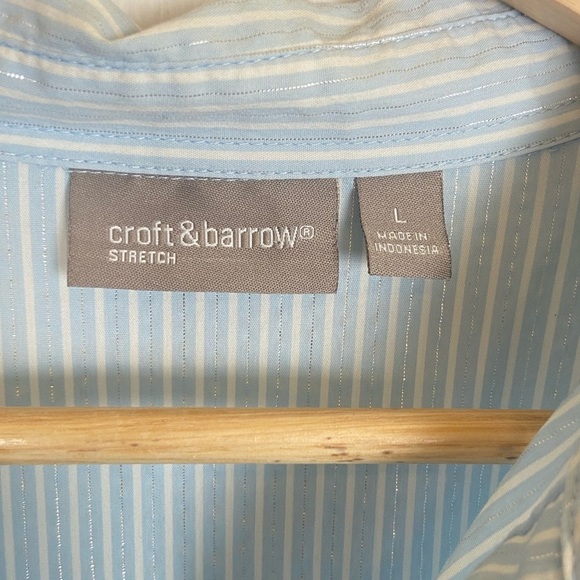 croft&barrow®
STRETCH
L
MADE IN
INDONESIA